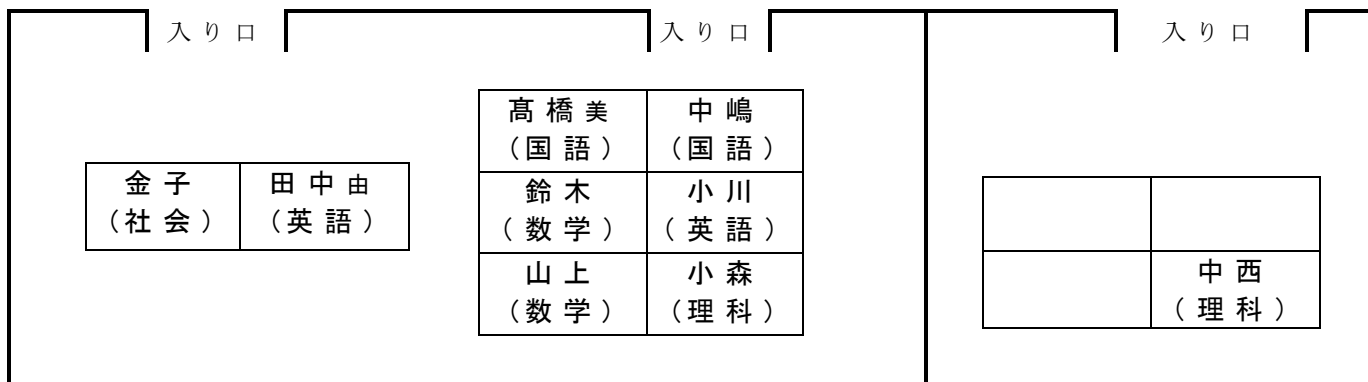 入り口
入り口
入り口
金子
(社会)
田中由
(英語)
髙橋美
(国語)
中嶋
(国語)
鈴木
(数学)
小川
(英語)
山上
(数学)
小森
(理科)
中西
(理科)